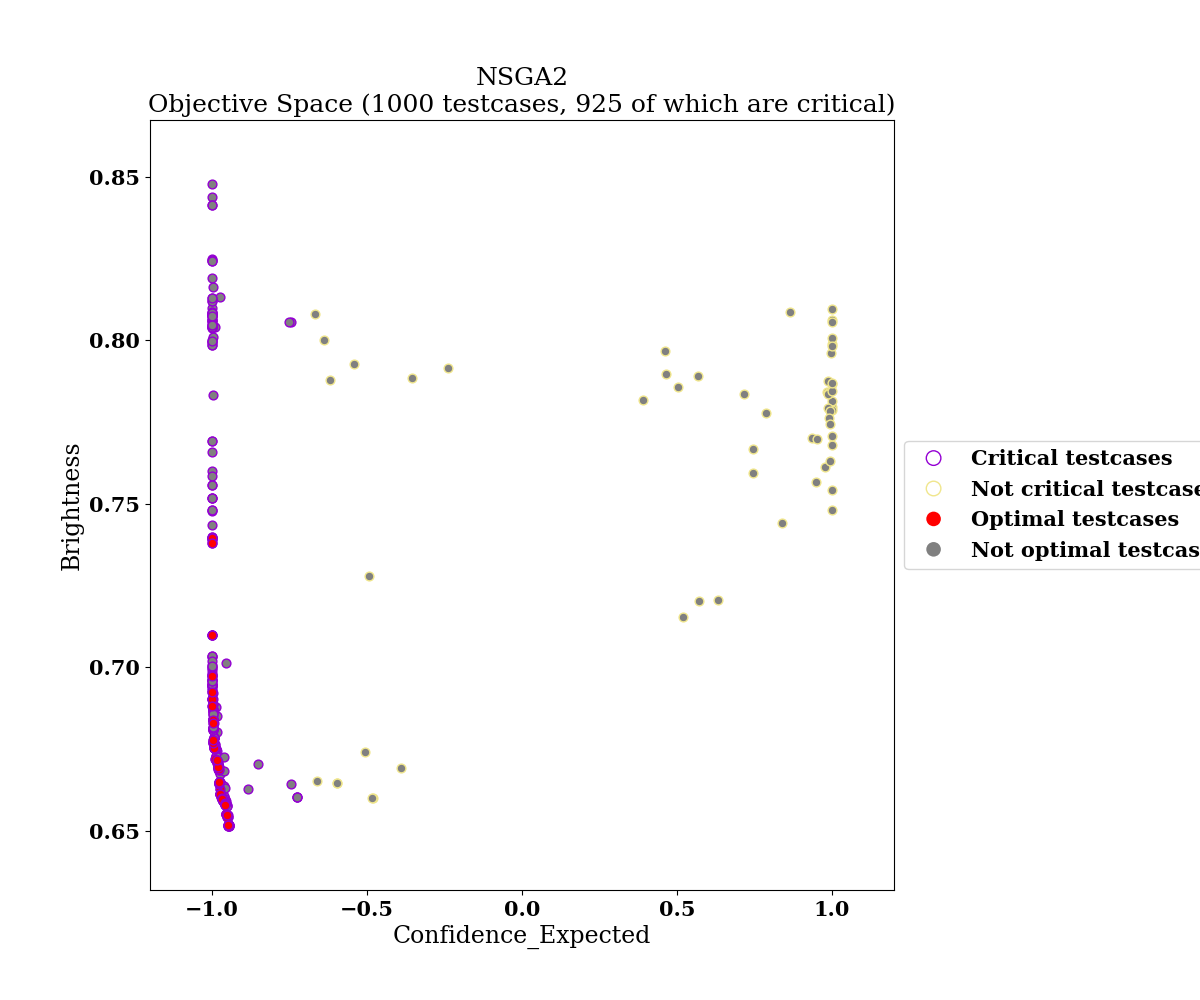 NSGA2
Objective Space (1000 testcases, 925 of which are critical)
0.85
0.80
0.75
0.70
0.65
Brightness
−1.0
−0.5
0.0
0.5
1.0
Confidence_Expected
Critical testcases
Not critical testcase
Optimal testcases
Not optimal testcas